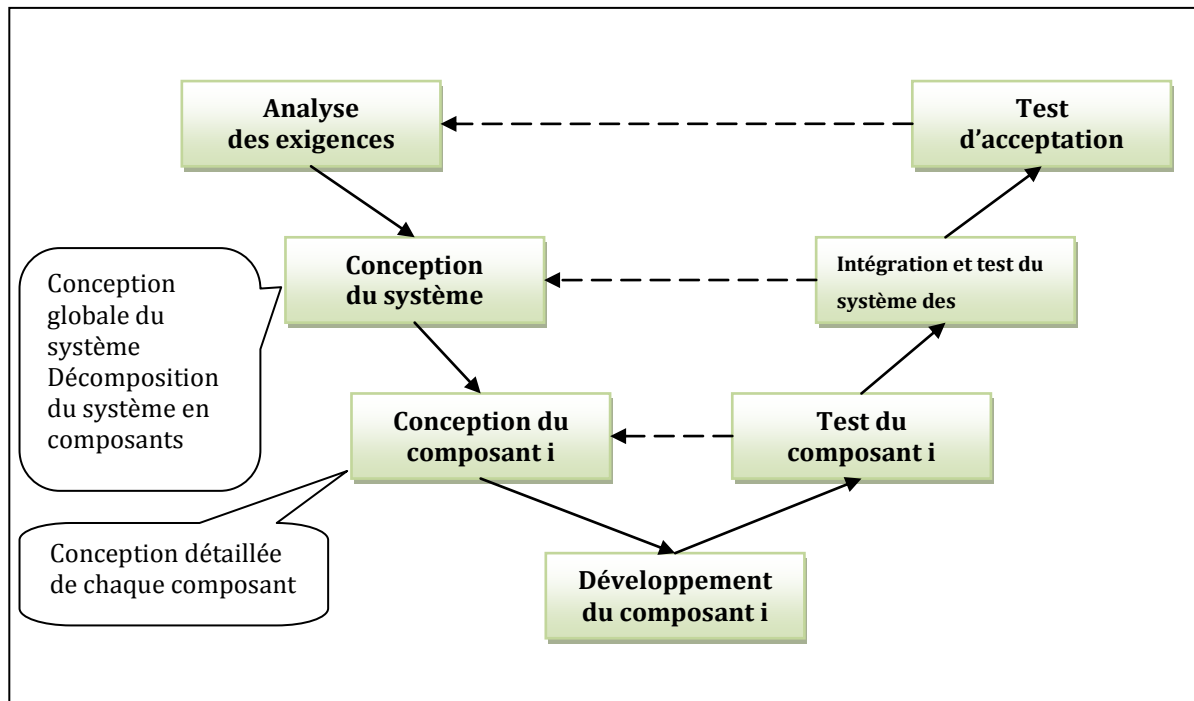 Analyse
des exigences
Test
d’acceptation
Conception
du système
Intégration et test du
système des
Conception
globale du
système
Décomposition
du système en
composants
Conception du
composant i
Test du
composant i
Conception détaillée
de chaque composant
Développement
du composant i